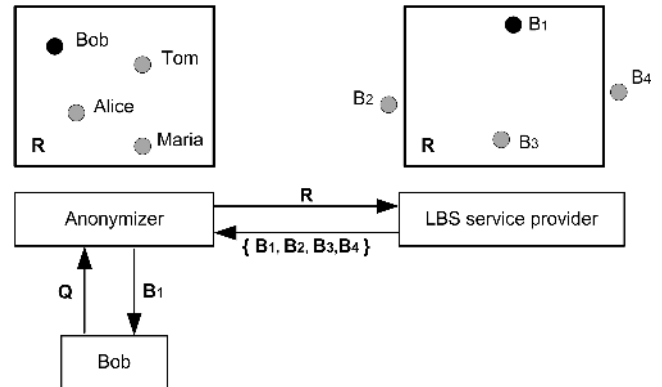 Bob
Tom
Alice
Maria
R
B1
B2
B4
B3
R
Anonymizer
R
LBS service provider
{ B1, B2, B3,B4 }
Q
B1
Bob